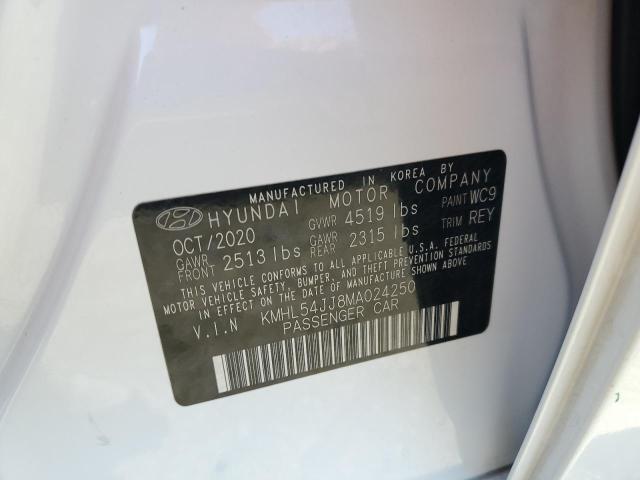 MANUFACTURED IN KOREA BY
HYUNDAI MOTOR COMPANY
OCT/2020 GVWR 4519 lbs PAINT WC9
GAWR FRONT 2513 lbs GAWR REAR 2315 lbs TRIM REY
THIS VEHICLE CONFORMS TO ALL APPLICABLE U.S.A. FEDERAL
MOTOR VEHICLE SAFETY, BUMPER, AND THEFT PREVENTION STANDARDS
IN EFFECT ON THE DATE OF MANUFACTURE SHOWN ABOVE.
V.I.N KMHL54JJ8MA024250
PASSENGER CAR